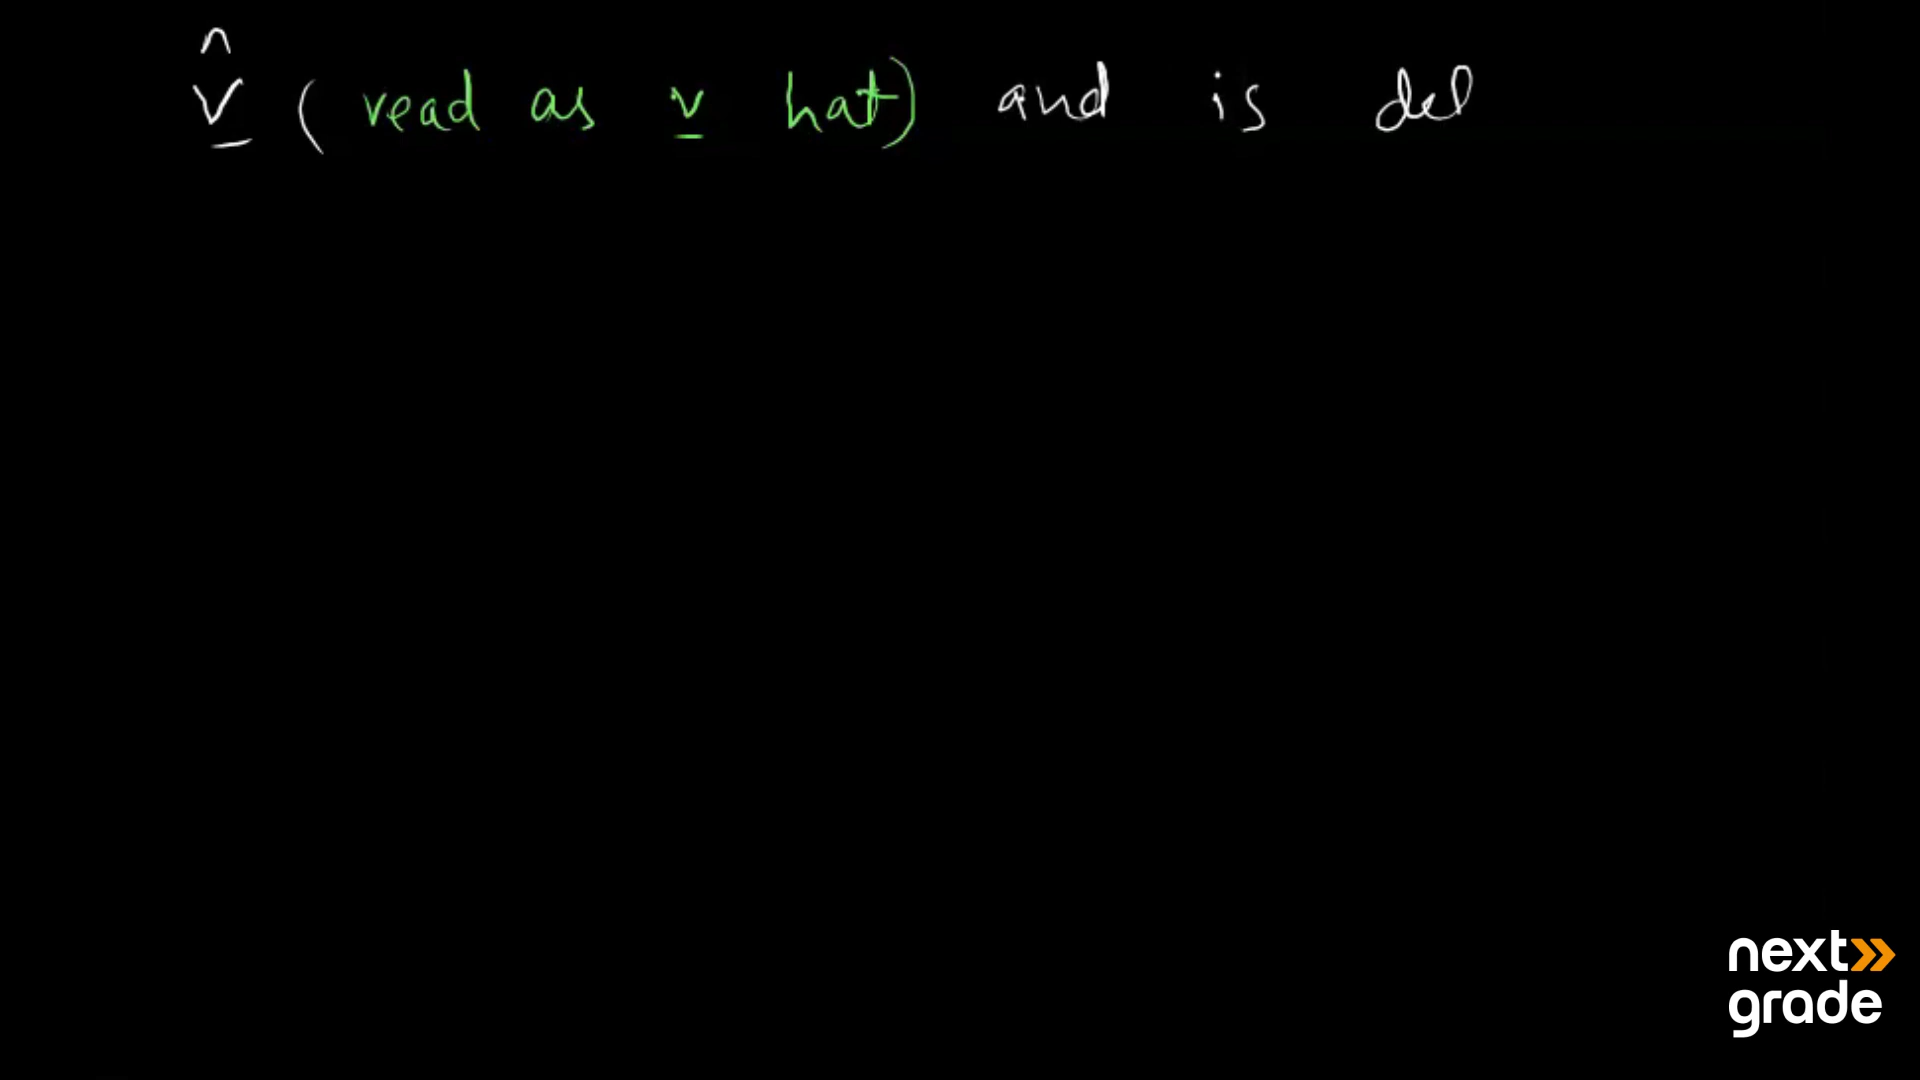 v̲̂ (read as v̲ hat) and is del
next
grade